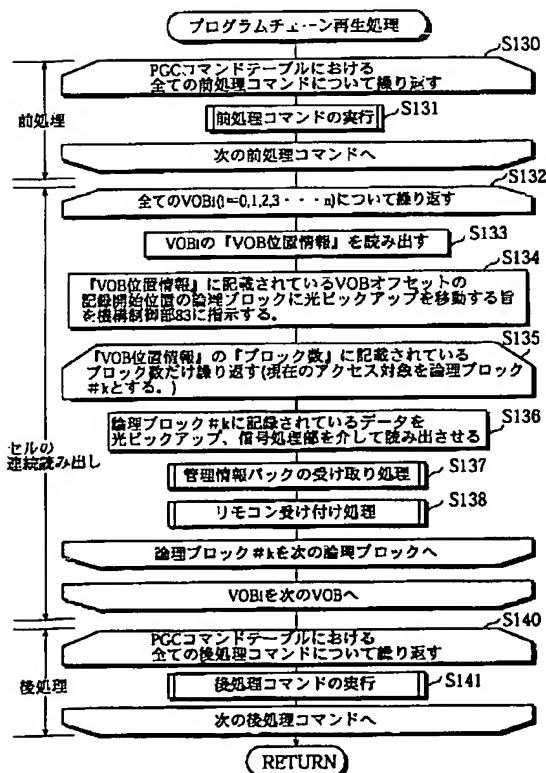 プログラムチェーン再生処理
S130
PGCコマンドテーブルにおける
全ての前処理コマンドについて繰り返す
S131
前処理コマンドの実行
前処理
次の前処理コマンドへ
S132
全てのVOBi(i=0,1,2,3・・・n)について繰り返す
S133
VOBiの『VOB位置情報』を読み出す
S134
『VOB位置情報』に記載されているVOBオフセットの
記録開始位置の論理ブロックに光ピックアップを移動する旨
を機構制御部83に指示する。
S135
『VOB位置情報』の『ブロック数』に記載されている
ブロック数だけ繰り返す(現在のアクセス対象を論理ブロック
#kとする。)
S136
論理ブロック#kに記録されているデータを
光ピックアップ、信号処理部を介して読み出させる
セルの
連続読み出し
S137
管理情報パックの受け取り処理
S138
リモコン受け付け処理
論理ブロック#kを次の論理ブロックへ
VOBiを次のVOBへ
S140
PGCコマンドテーブルにおける
全ての後処理コマンドについて繰り返す
後処理
S141
後処理コマンドの実行
次の後処理コマンドへ
RETURN